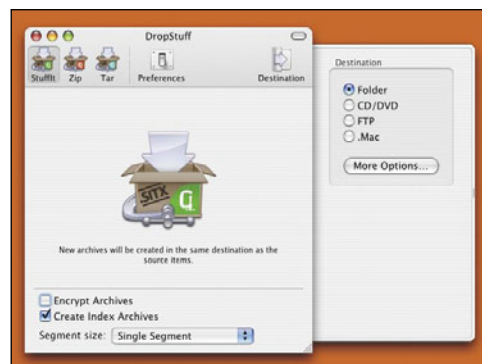 DropStuff
StuffIt
Zip
Tar
Preferences
Destination
SITX
New archives will be created in the same destination as the
source items.
Encrypt Archives
Create Index Archives
Segment size: Single Segment
Destination
Folder
CD/DVD
FTP
.Mac
More Options...